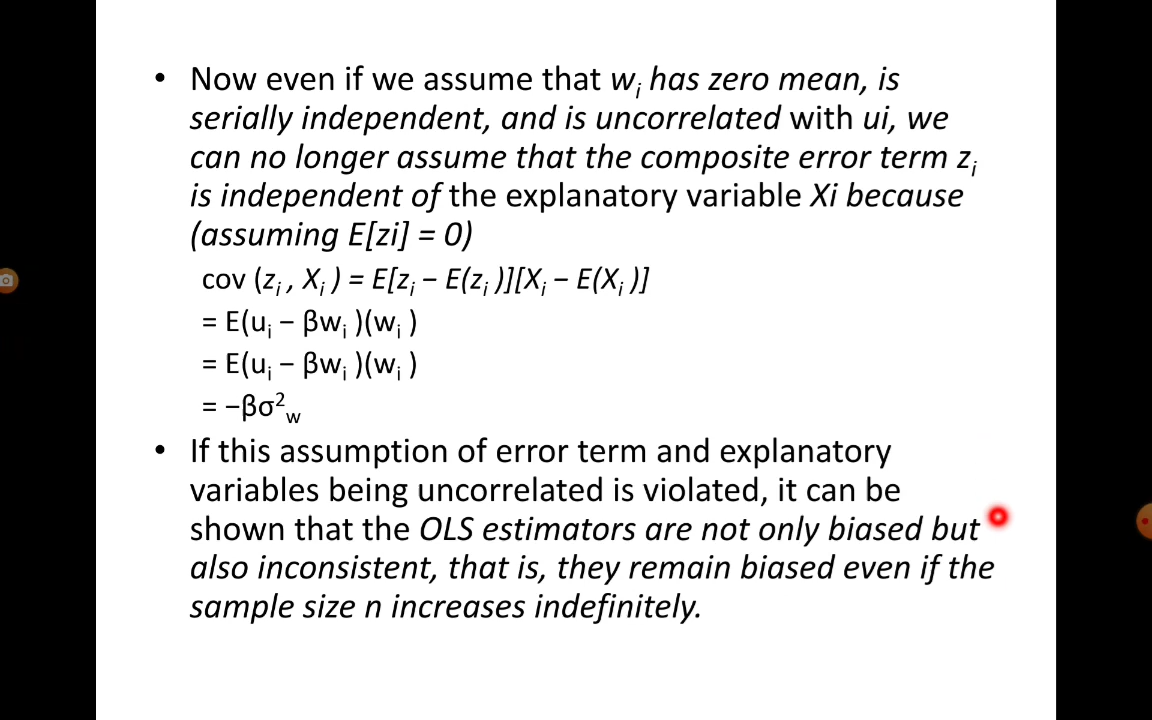 • Now even if we assume that wᵢ has zero mean, is
serially independent, and is uncorrelated with ui, we
can no longer assume that the composite error term zᵢ
is independent of the explanatory variable Xi because
(assuming E[zi] = 0)
cov (zᵢ , Xᵢ ) = E[zᵢ − E(zᵢ )][Xᵢ − E(Xᵢ )]
= E(uᵢ − βwᵢ )(wᵢ )
= E(uᵢ − βwᵢ )(wᵢ )
= −βσ²w
• If this assumption of error term and explanatory
variables being uncorrelated is violated, it can be
shown that the OLS estimators are not only biased but
also inconsistent, that is, they remain biased even if the
sample size n increases indefinitely.